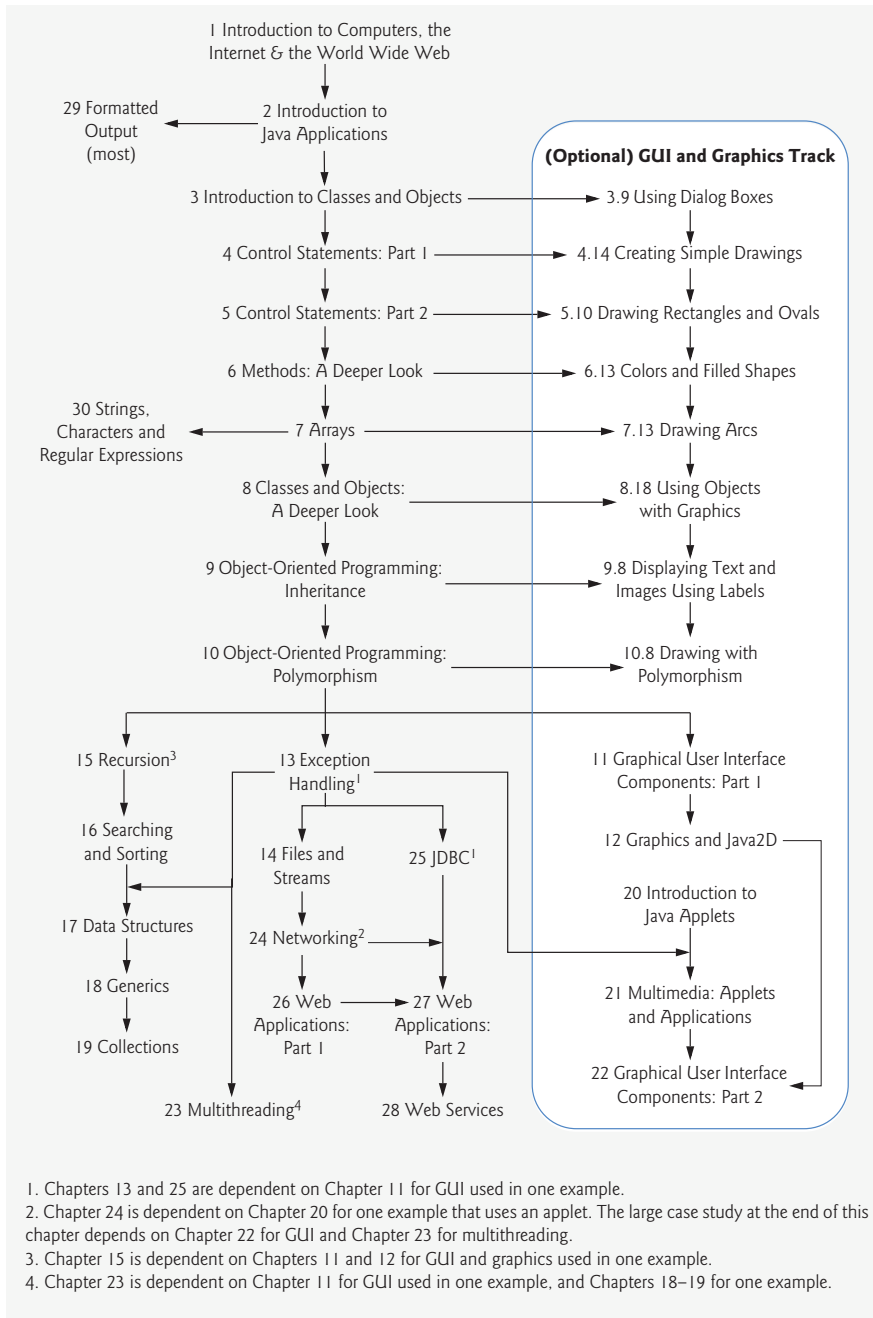 1 Introduction to Computers, the
Internet & the World Wide Web
29 Formatted
Output
(most)
2 Introduction to
Java Applications
(Optional) GUI and Graphics Track
3 Introduction to Classes and Objects
3.9 Using Dialog Boxes
4 Control Statements: Part 1
4.14 Creating Simple Drawings
5 Control Statements: Part 2
5.10 Drawing Rectangles and Ovals
6 Methods: A Deeper Look
6.13 Colors and Filled Shapes
30 Strings,
Characters and
Regular Expressions
7 Arrays
7.13 Drawing Arcs
8 Classes and Objects:
A Deeper Look
8.18 Using Objects
with Graphics
9 Object-Oriented Programming:
Inheritance
9.8 Displaying Text and
Images Using Labels
10 Object-Oriented Programming:
Polymorphism
10.8 Drawing with
Polymorphism
15 Recursion³
13 Exception
Handling¹
11 Graphical User Interface
Components: Part 1
16 Searching
and Sorting
14 Files and
Streams
25 JDBC¹
12 Graphics and Java2D
20 Introduction to
Java Applets
17 Data Structures
24 Networking²
18 Generics
26 Web
Applications:
Part 1
27 Web
Applications:
Part 2
21 Multimedia: Applets
and Applications
19 Collections
22 Graphical User Interface
Components: Part 2
23 Multithreading⁴
28 Web Services
1. Chapters 13 and 25 are dependent on Chapter 11 for GUI used in one example.
2. Chapter 24 is dependent on Chapter 20 for one example that uses an applet. The large case study at the end of this
chapter depends on Chapter 22 for GUI and Chapter 23 for multithreading.
3. Chapter 15 is dependent on Chapters 11 and 12 for GUI and graphics used in one example.
4. Chapter 23 is dependent on Chapter 11 for GUI used in one example, and Chapters 18–19 for one example.